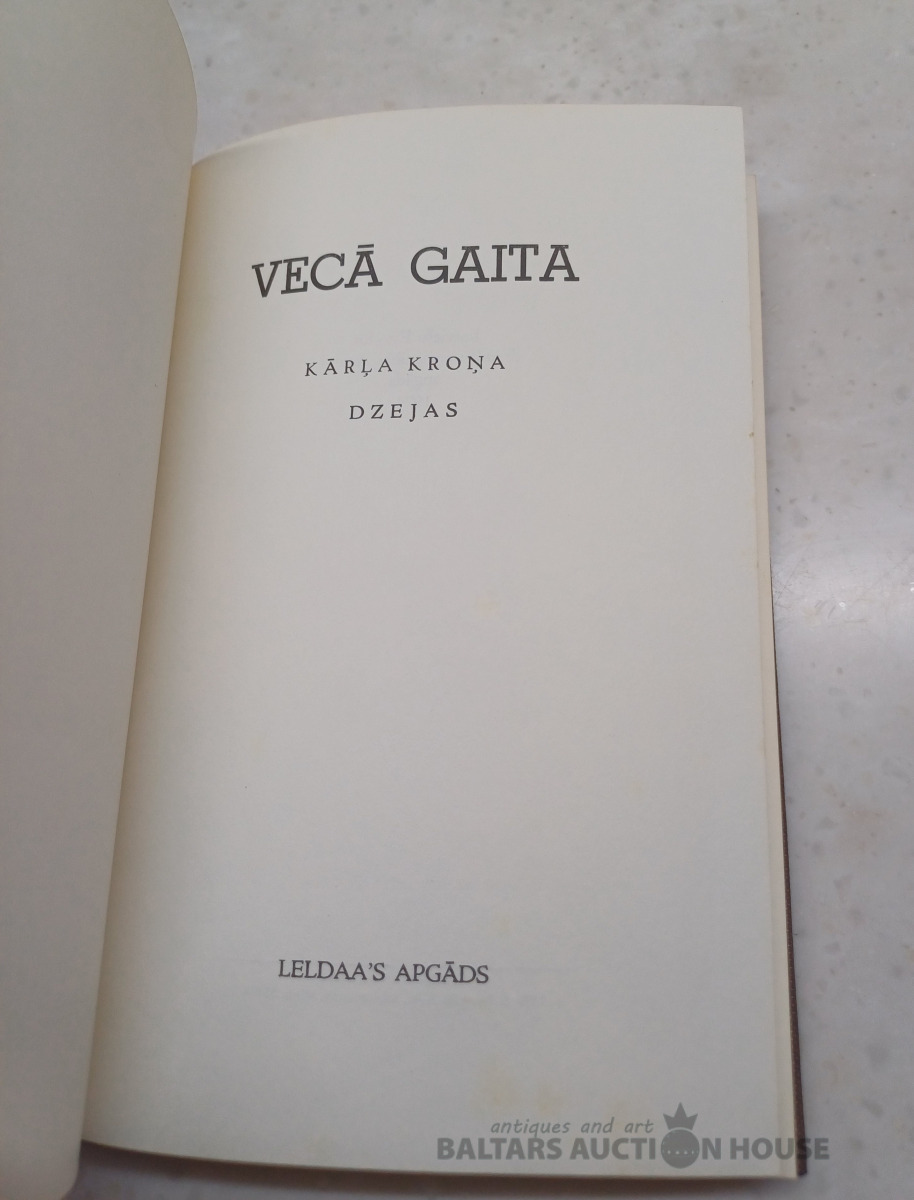 VECĀ GAITA
KĀRĻA KROŅA
DZEJAS
LELDAA'S APGĀDS
antiques and art
BALTARS AUCTION HOUSE